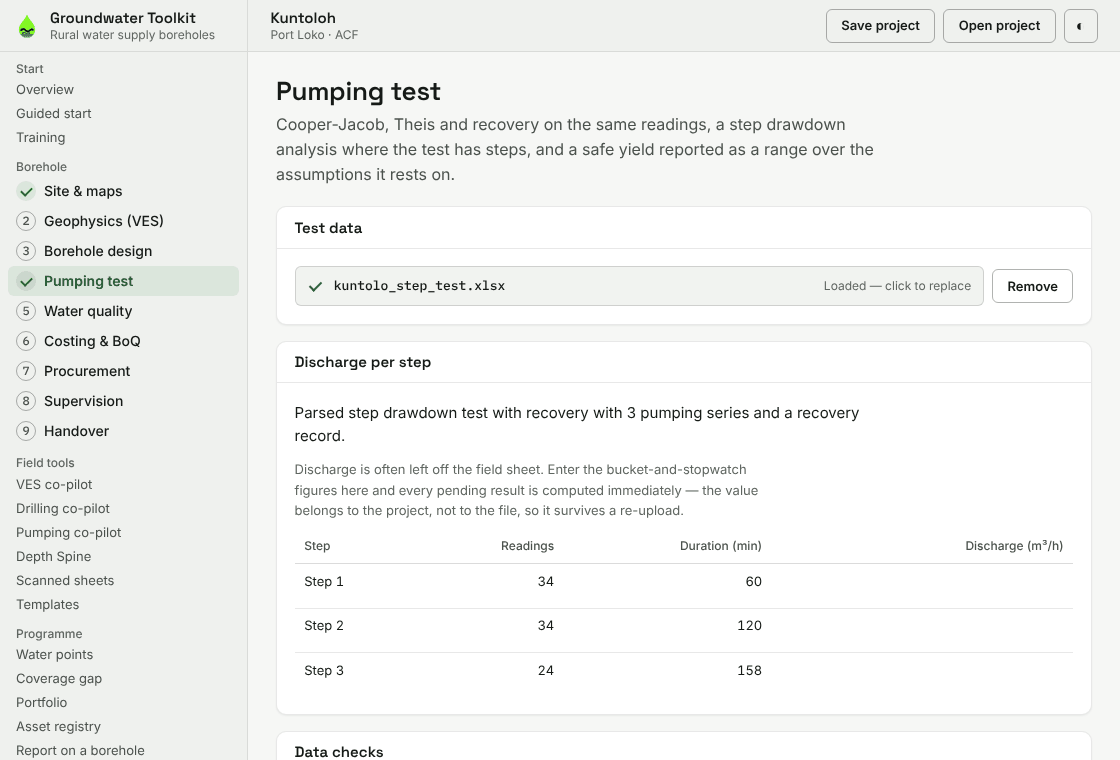 Groundwater Toolkit
Rural water supply boreholes
Kuntoloh
Port Loko · ACF
Save project
Open project
Start
Overview
Guided start
Training
Borehole
Site & maps
2 Geophysics (VES)
3 Borehole design
Pumping test
5 Water quality
6 Costing & BoQ
7 Procurement
8 Supervision
9 Handover
Field tools
VES co-pilot
Drilling co-pilot
Pumping co-pilot
Depth Spine
Scanned sheets
Templates
Programme
Water points
Coverage gap
Portfolio
Asset registry
Report on a borehole
Pumping test
Cooper-Jacob, Theis and recovery on the same readings, a step drawdown
analysis where the test has steps, and a safe yield reported as a range over the
assumptions it rests on.
Test data
kuntolo_step_test.xlsx
Loaded — click to replace
Remove
Discharge per step
Parsed step drawdown test with recovery with 3 pumping series and a recovery
record.
Discharge is often left off the field sheet. Enter the bucket-and-stopwatch
figures here and every pending result is computed immediately — the value
belongs to the project, not to the file, so it survives a re-upload.
Step Readings Duration (min) Discharge (m³/h)
Step 1 34 60
Step 2 34 120
Step 3 24 158
Data checks